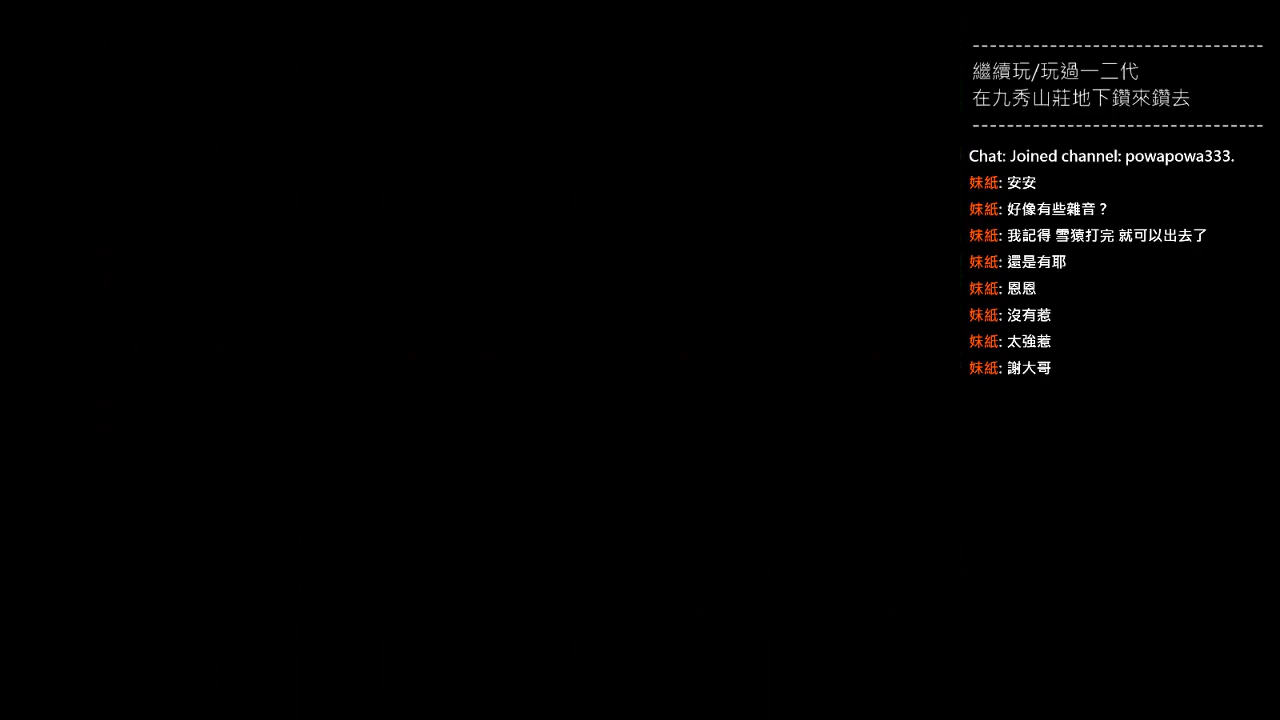 ---------------------------------
繼續玩/玩過一二代
在九秀山莊地下鑽來鑽去
---------------------------------
Chat: Joined channel: powapowa333.
妹紙: 安安
妹紙: 好像有些雜音？
妹紙: 我記得 雪猿打完 就可以出去了
妹紙: 還是有耶
妹紙: 恩恩
妹紙: 沒有惹
妹紙: 太強惹
妹紙: 謝大哥